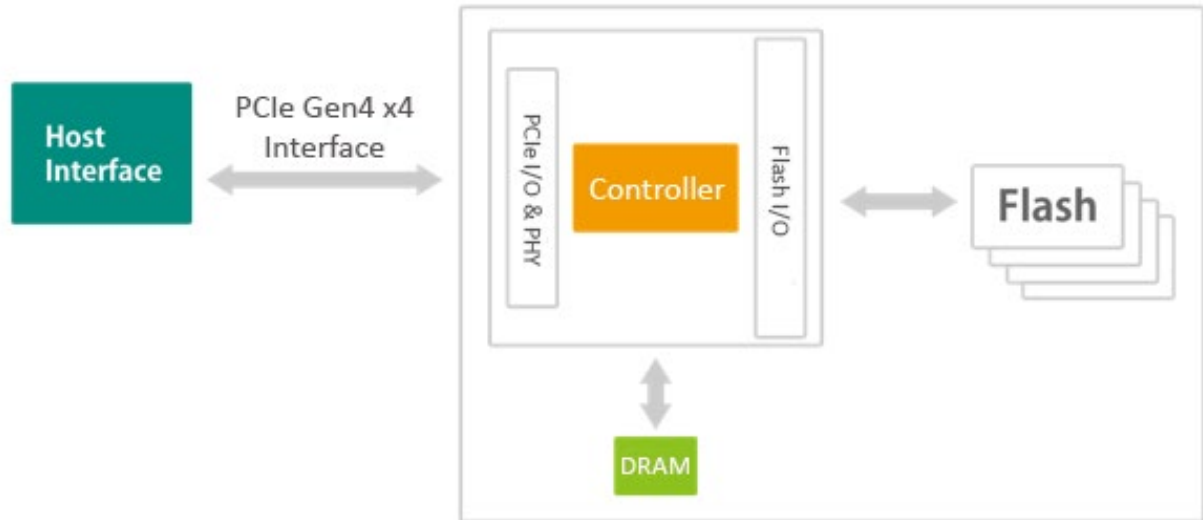 Host
Interface
PCIe Gen4 x4
Interface
PCIe I/O & PHY
Controller
Flash I/O
Flash
DRAM